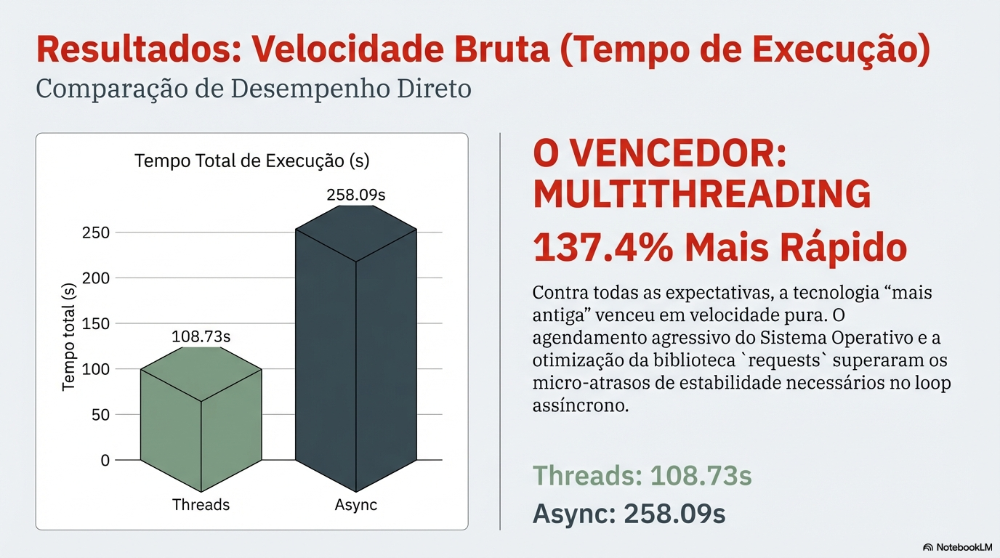 Resultados: Velocidade Bruta (Tempo de Execução)
Comparação de Desempenho Direto
Tempo Total de Execução (s)
Tempo total (s)
250
200
150
100
50
0
108.73s
258.09s
Threads
Async
O VENCEDOR:
MULTITHREADING
137.4% Mais Rápido
Contra todas as expectativas, a tecnologia “mais
antiga” venceu em velocidade pura. O
agendamento agressivo do Sistema Operativo e a
otimização da biblioteca `requests` superaram os
micro-atrasos de estabilidade necessários no loop
assíncrono.
Threads: 108.73s
Async: 258.09s
NotebookLM